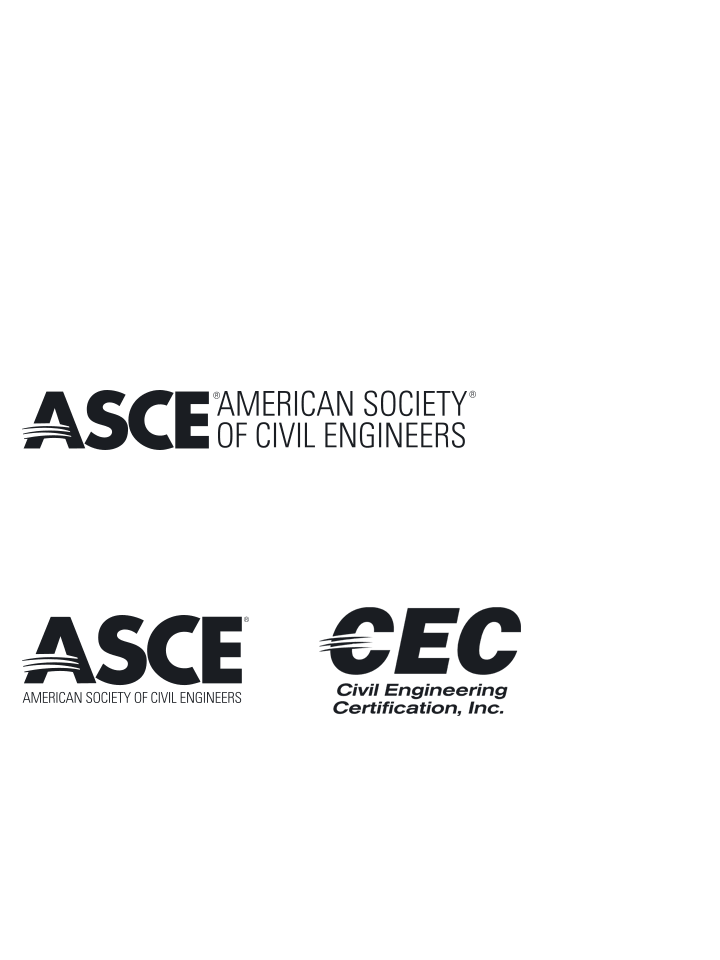 ASCE® AMERICAN SOCIETY®
OF CIVIL ENGINEERS
ASCE®
AMERICAN SOCIETY OF CIVIL ENGINEERS
CEC
Civil Engineering
Certification, Inc.